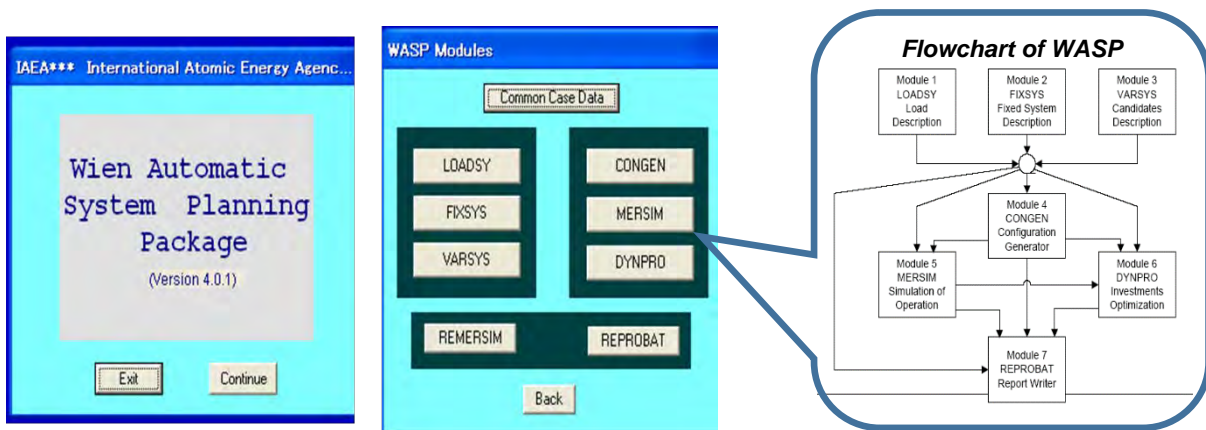 IAEA*** International Atomic Energy Agenc...
Wien Automatic
System Planning
Package
(Version 4.0.1)
Exit
Continue
WASP Modules
Common Case Data
LOADSY
CONGEN
FIXSYS
MERSIM
VARSYS
DYNPRO
REMERSIM
REPROBAT
Back
Flowchart of WASP
Module 1
LOADSY
Load
Description
Module 2
FIXSYS
Fixed System
Description
Module 3
VARSYS
Candidates
Description
Module 4
CONGEN
Configuration
Generator
Module 5
MERSIM
Simulation of
Operation
Module 6
DYNPRO
Investments
Optimization
Module 7
REPROBAT
Report Writer